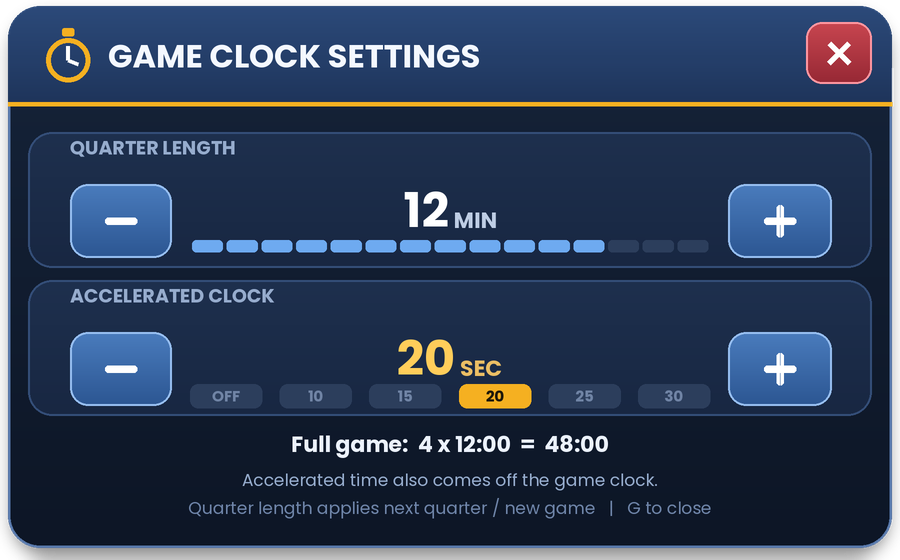 GAME CLOCK SETTINGS
QUARTER LENGTH
12 MIN
ACCELERATED CLOCK
20 SEC
OFF 10 15 20 25 30
Full game: 4 x 12:00 = 48:00
Accelerated time also comes off the game clock.
Quarter length applies next quarter / new game | G to close